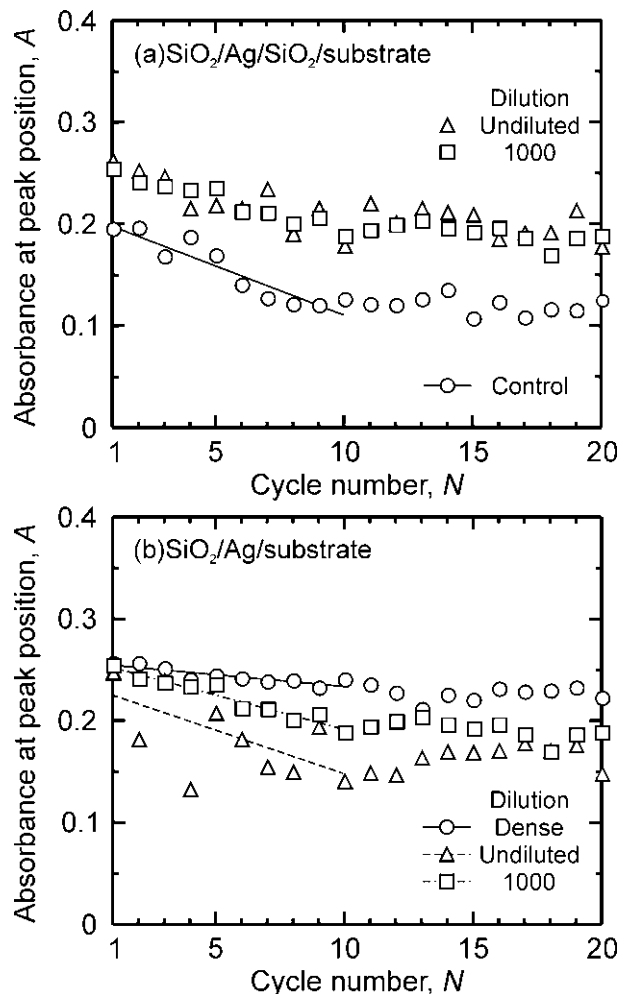 0.4
(a)SiO₂/Ag/SiO₂/substrate
Dilution
Undiluted
1000
0.3
0.2
0.1
Control
0
1 5 10 15 20
Absorbance at peak position, A
Cycle number, N
0.4
(b)SiO₂/Ag/substrate
0.3
0.2
0.1
Dilution
Dense
Undiluted
1000
0
1 5 10 15 20
Absorbance at peak position, A
Cycle number, N